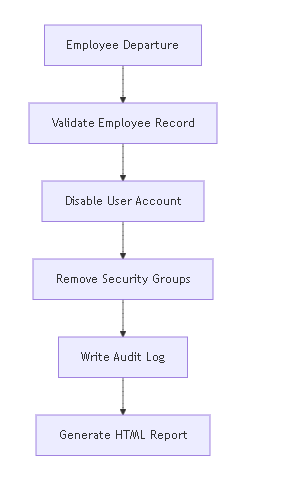 Employee Departure
Validate Employee Record
Disable User Account
Remove Security Groups
Write Audit Log
Generate HTML Report